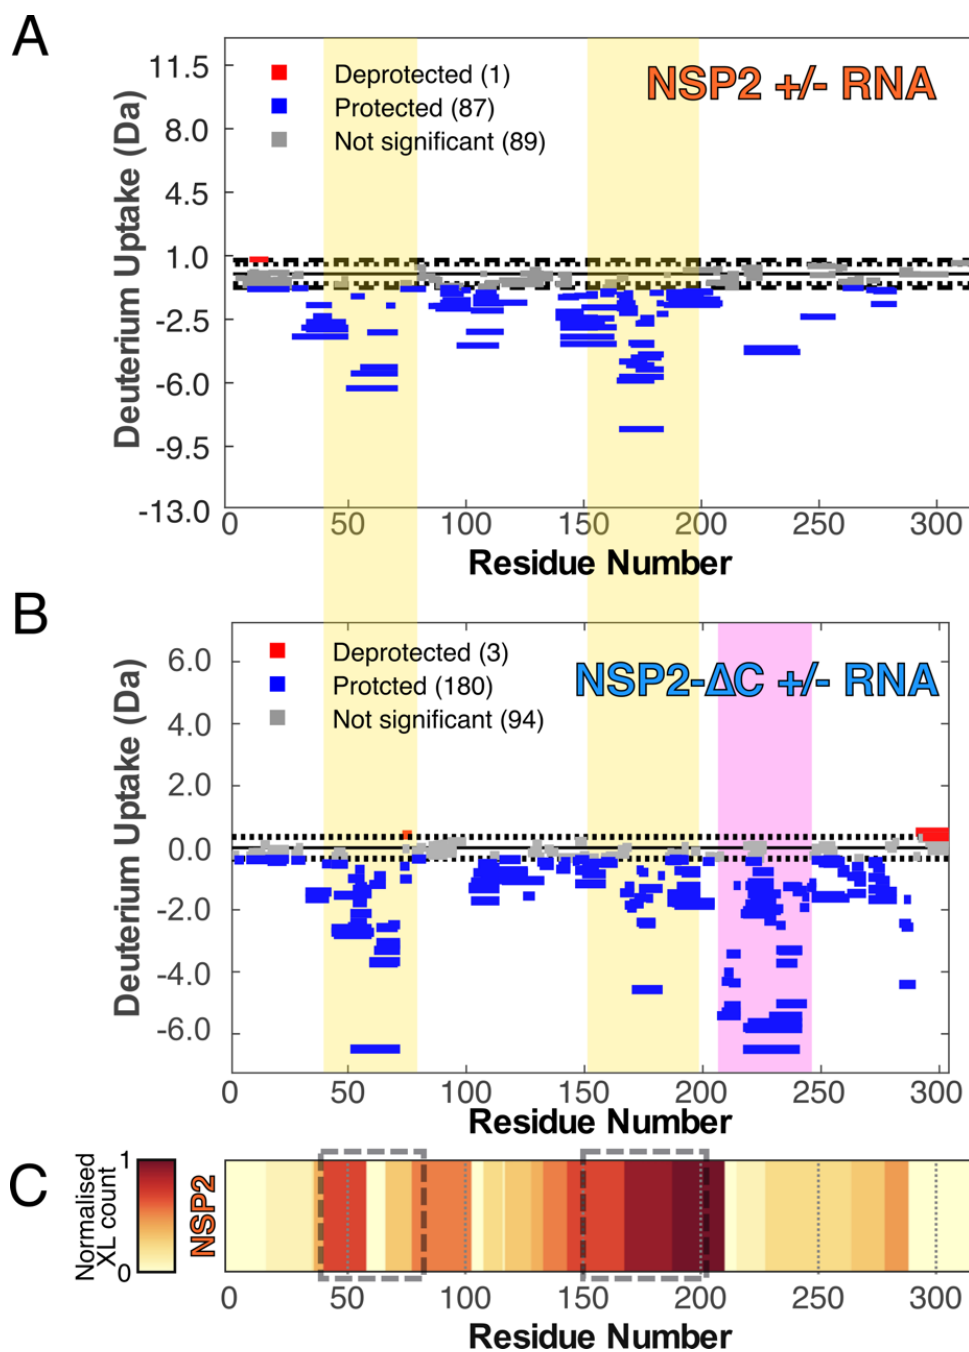 A
NSP2 +/- RNA
Deprotected (1)
Protected (87)
Not significant (89)
Deuterium Uptake (Da)
11.5
8.0
4.5
1.0
-2.5
-6.0
-9.5
-13.0
0 50 100 150 200 250 300
Residue Number
B
NSP2-ΔC +/- RNA
Deprotected (3)
Protcted (180)
Not significant (94)
Deuterium Uptake (Da)
6.0
4.0
2.0
0.0
-2.0
-4.0
-6.0
0 50 100 150 200 250 300
Residue Number
C
Normalised
XL count
1
0
NSP2
0 50 100 150 200 250 300
Residue Number